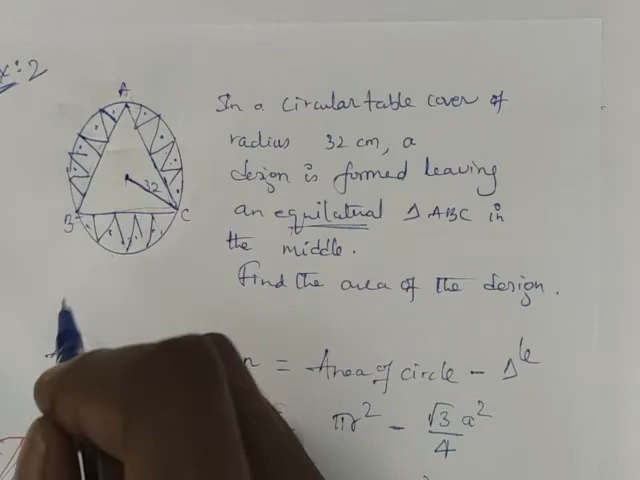 x:2
A
32
B
C
In a circular table cover of
radius 32 cm, a
design is formed leaving
an equilatual Δ ABC in
the middle.
Find the area of the design.
= Area of circle - Δle
πr² - √3/4 a²